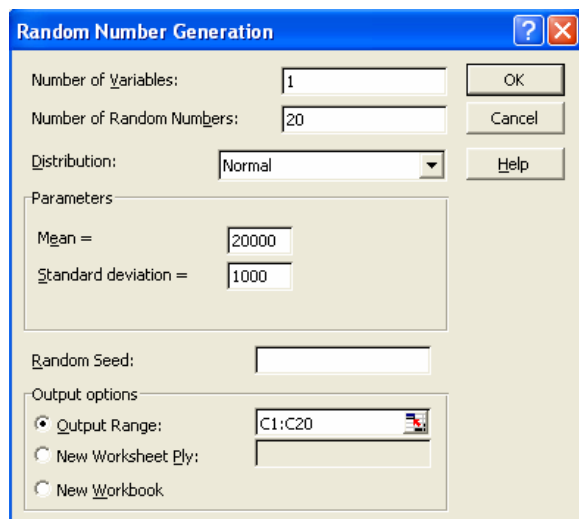 Random Number Generation
Number of Variables: 1 OK
Number of Random Numbers: 20 Cancel
Distribution: Normal Help
Parameters
Mean = 20000
Standard deviation = 1000
Random Seed:
Output options
Output Range: C1:C20
New Worksheet Ply:
New Workbook